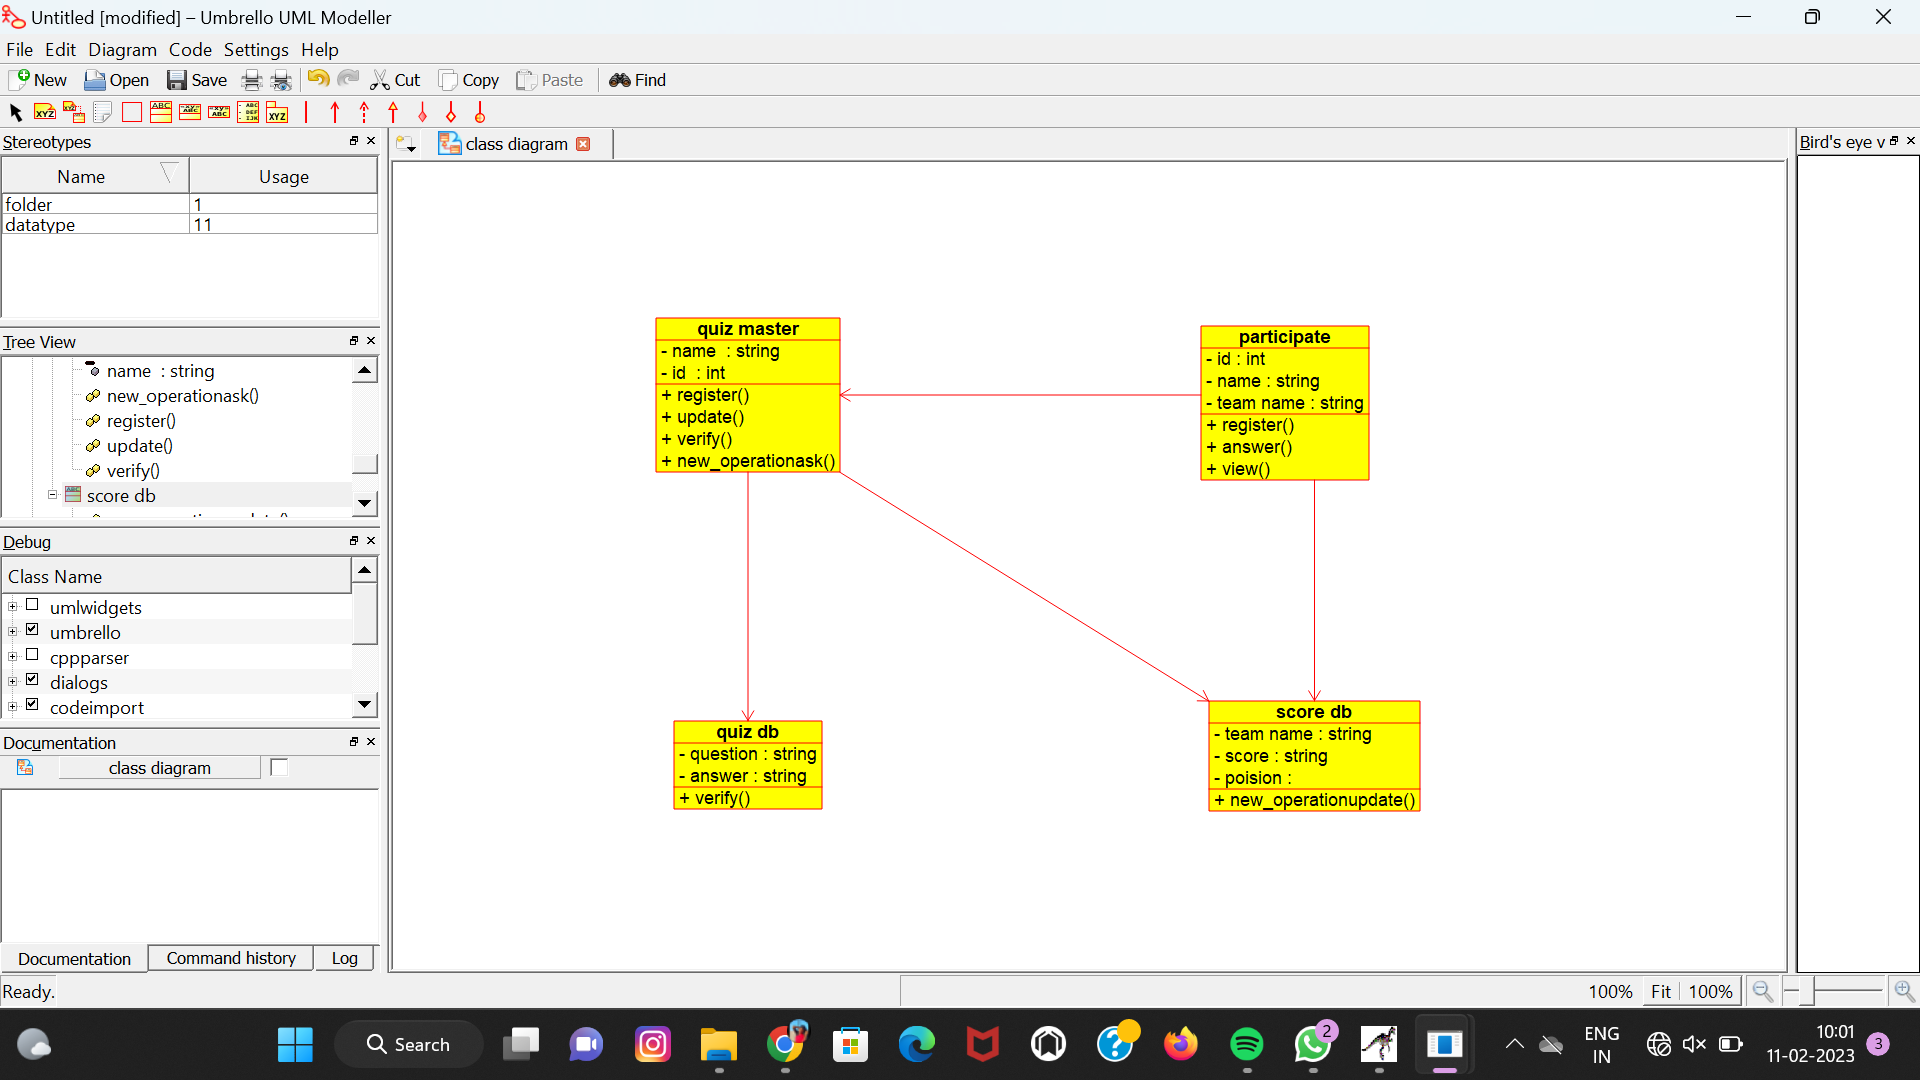 Untitled [modified] – Umbrello UML Modeller
File Edit Diagram Code Settings Help
New Open Save Cut Copy Paste Find
Stereotypes
Name Usage
folder 1
datatype 11
Tree View
name : string
new_operationask()
register()
update()
verify()
score db
Debug
Class Name
umlwidgets
umbrello
cppparser
dialogs
codeimport
Documentation
class diagram
Documentation Command history Log
Ready.
class diagram
Bird's eye v
quiz master
- name : string
- id : int
+ register()
+ update()
+ verify()
+ new_operationask()
participate
- id : int
- name : string
- team name : string
+ register()
+ answer()
+ view()
quiz db
- question : string
- answer : string
+ verify()
score db
- team name : string
- score : string
- poision :
+ new_operationupdate()
100% Fit 100%
Search
2
ENG
IN
10:01
11-02-2023
3